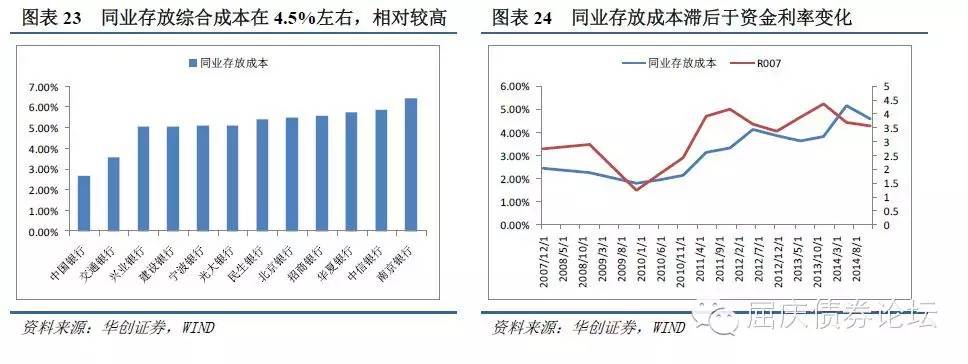 图表 23 同业存放综合成本在 4.5%左右，相对较高
同业存放成本
7.00%
6.00%
5.00%
4.00%
3.00%
2.00%
1.00%
0.00%
中国银行
交通银行
兴业银行
建设银行
宁波银行
光大银行
民生银行
北京银行
招商银行
华夏银行
中信银行
南京银行
资料来源：华创证券，WIND
图表 24 同业存放成本滞后于资金利率变化
同业存放成本 R007
6.00%
5.00%
4.00%
3.00%
2.00%
1.00%
0.00%
5
4.5
4
3.5
3
2.5
2
1.5
1
0.5
0
2007/12/1
2008/5/1
2008/10/1
2009/3/1
2009/8/1
2010/1/1
2010/6/1
2010/11/1
2011/4/1
2011/9/1
2012/2/1
2012/7/1
2012/12/1
2013/5/1
2013/10/1
2014/3/1
2014/8/1
资料来源：华创证券，WIND
屈庆债券论坛